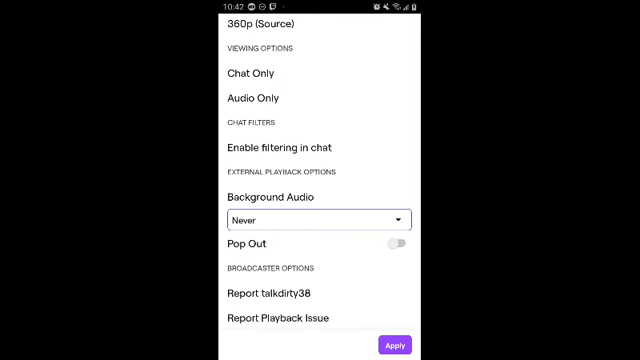 10:42
360p (Source)
VIEWING OPTIONS
Chat Only
Audio Only
CHAT FILTERS
Enable filtering in chat
EXTERNAL PLAYBACK OPTIONS
Background Audio
Never
Pop Out
BROADCASTER OPTIONS
Report talkdirty38
Report Playback Issue
Apply